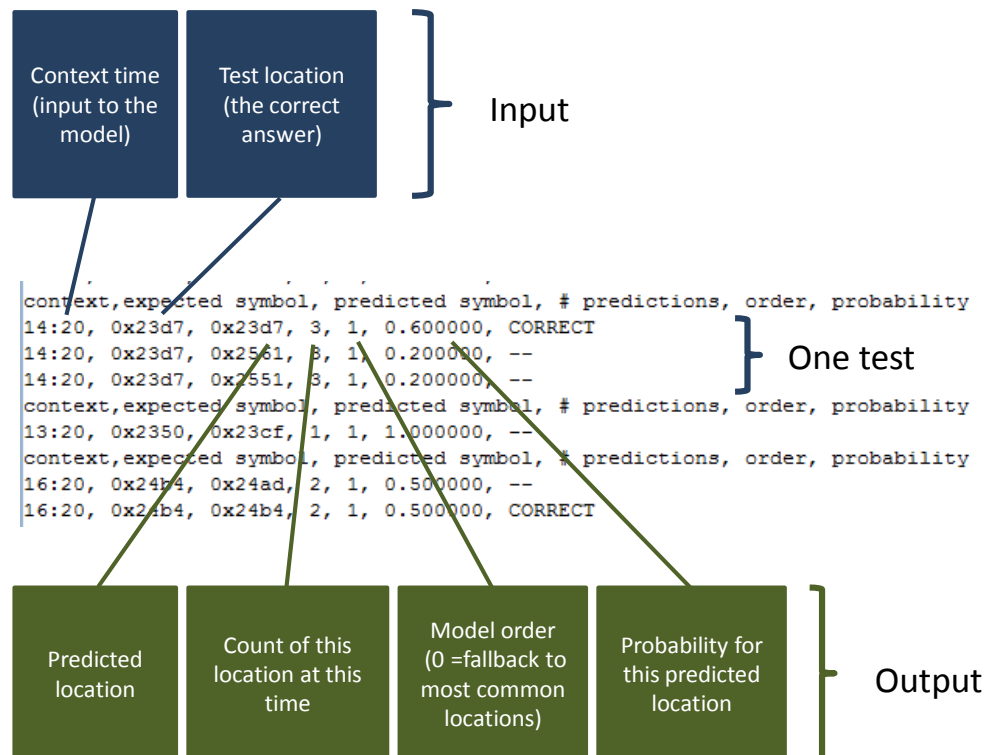 Context time
(input to the
model)
Test location
(the correct
answer)
Input
context,expected symbol, predicted symbol, # predictions, order, probability
14:20, 0x23d7, 0x23d7, 3, 1, 0.600000, CORRECT
14:20, 0x23d7, 0x2561, 3, 1, 0.200000, --
14:20, 0x23d7, 0x2551, 3, 1, 0.200000, --
One test
context,expected symbol, predicted symbol, # predictions, order, probability
13:20, 0x2350, 0x23cf, 1, 1, 1.000000, --
context,expected symbol, predicted symbol, # predictions, order, probability
16:20, 0x24b4, 0x24ad, 2, 1, 0.500000, --
16:20, 0x24b4, 0x24b4, 2, 1, 0.500000, CORRECT
Predicted
location
Count of this
location at this
time
Model order
(0 =fallback to
most common
locations)
Probability for
this predicted
location
Output